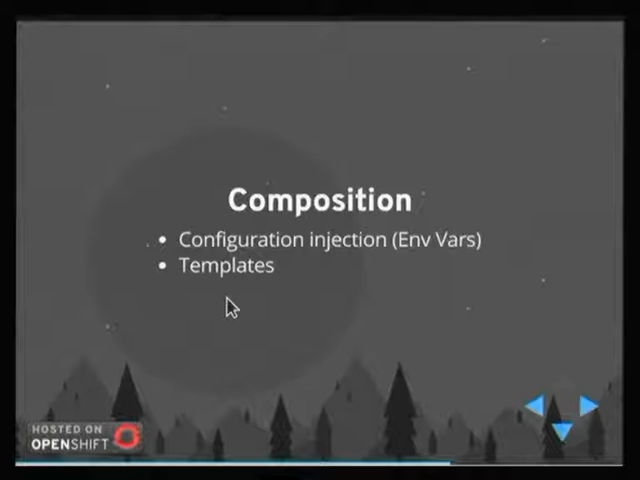 Composition
Configuration injection (Env Vars)
Templates
HOSTED ON
OPENSHIFT